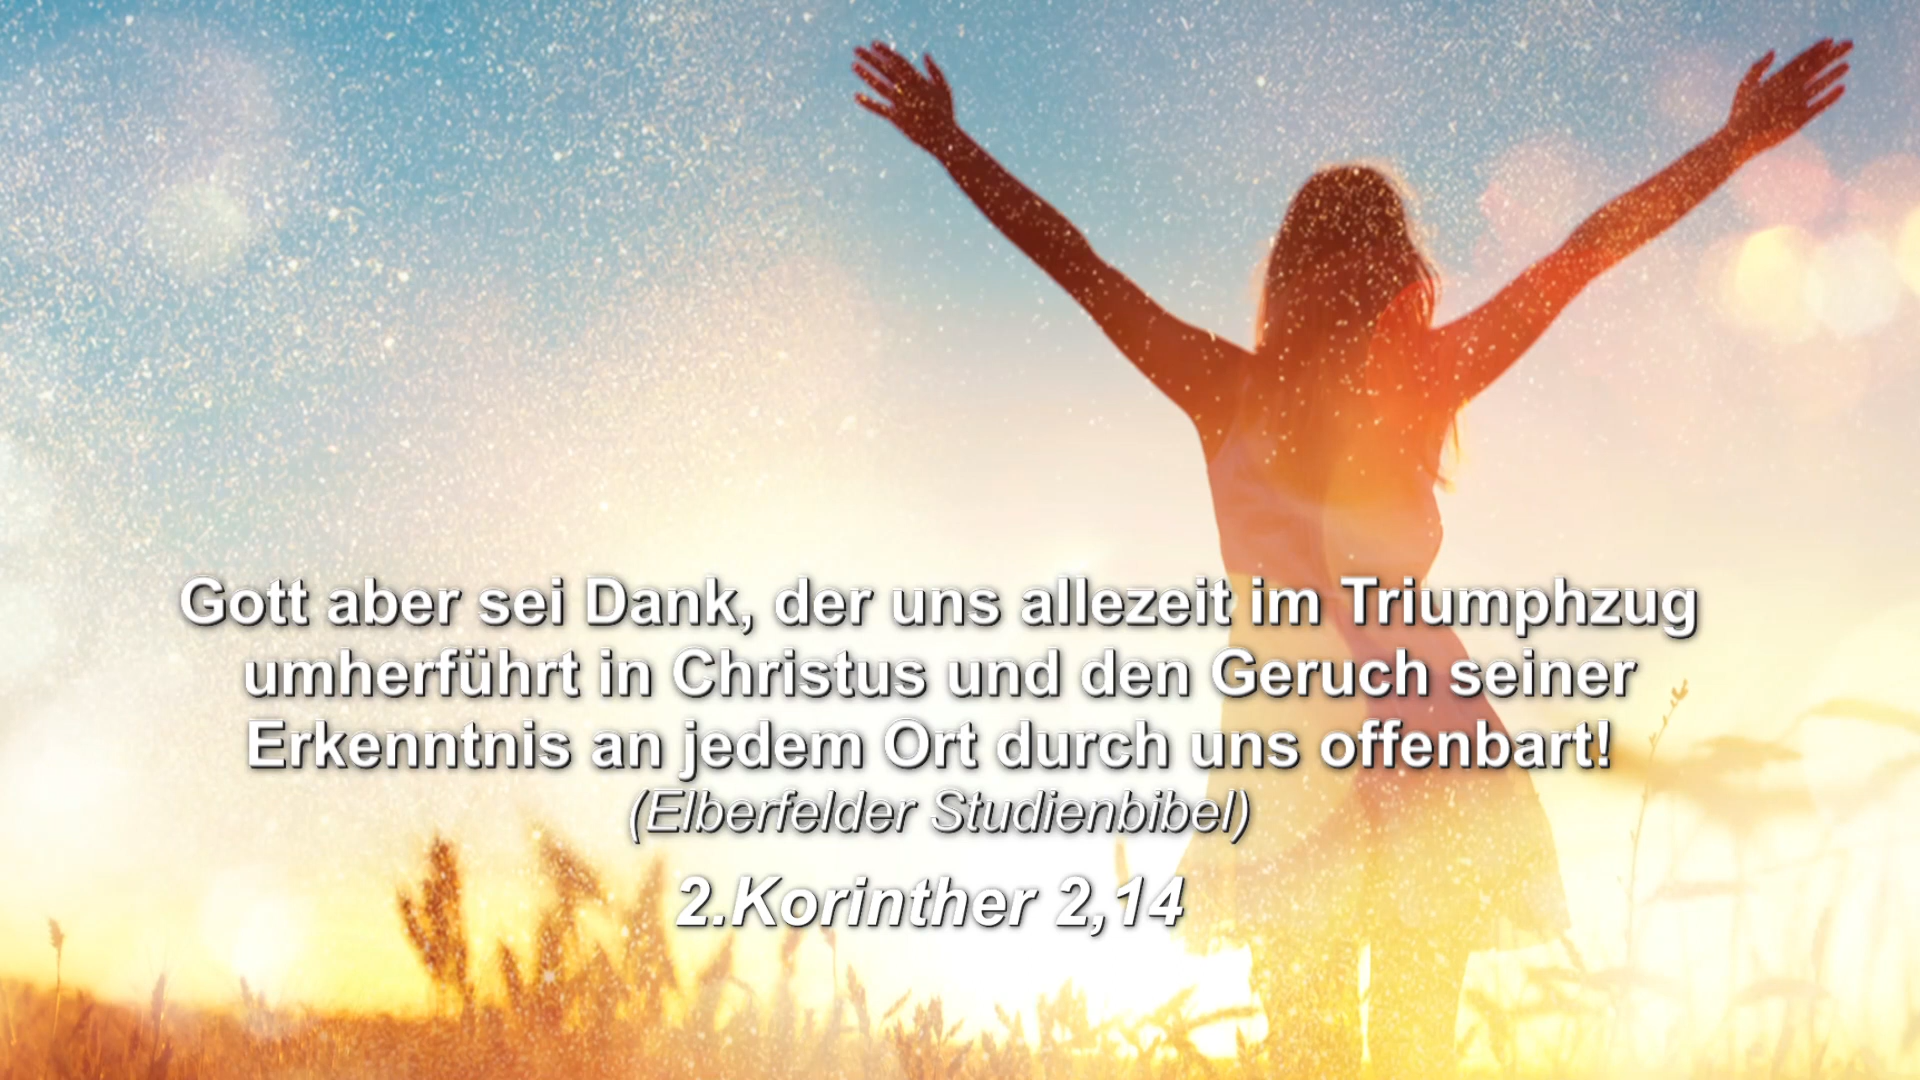 Gott aber sei Dank, der uns allezeit im Triumphzug
umherführt in Christus und den Geruch seiner
Erkenntnis an jedem Ort durch uns offenbart!
(Elberfelder Studienbibel)
2.Korinther 2,14